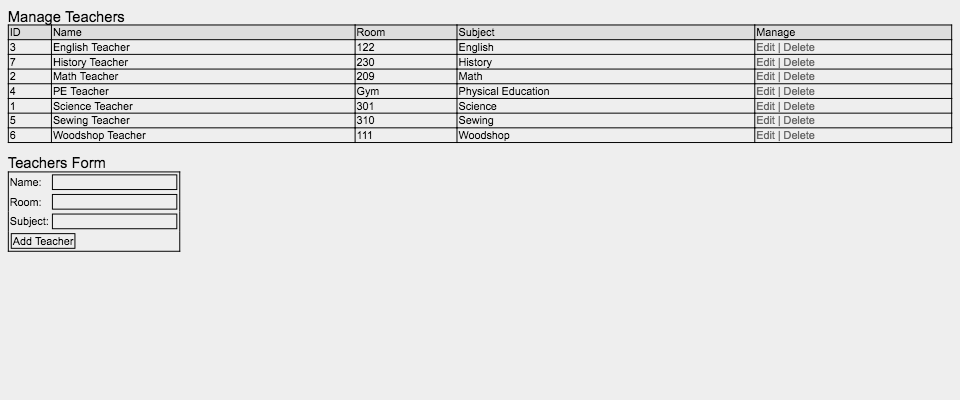 Manage Teachers
ID Name Room Subject Manage
3 English Teacher 122 English Edit | Delete
7 History Teacher 230 History Edit | Delete
2 Math Teacher 209 Math Edit | Delete
4 PE Teacher Gym Physical Education Edit | Delete
1 Science Teacher 301 Science Edit | Delete
5 Sewing Teacher 310 Sewing Edit | Delete
6 Woodshop Teacher 111 Woodshop Edit | Delete
Teachers Form
Name:
Room:
Subject:
Add Teacher